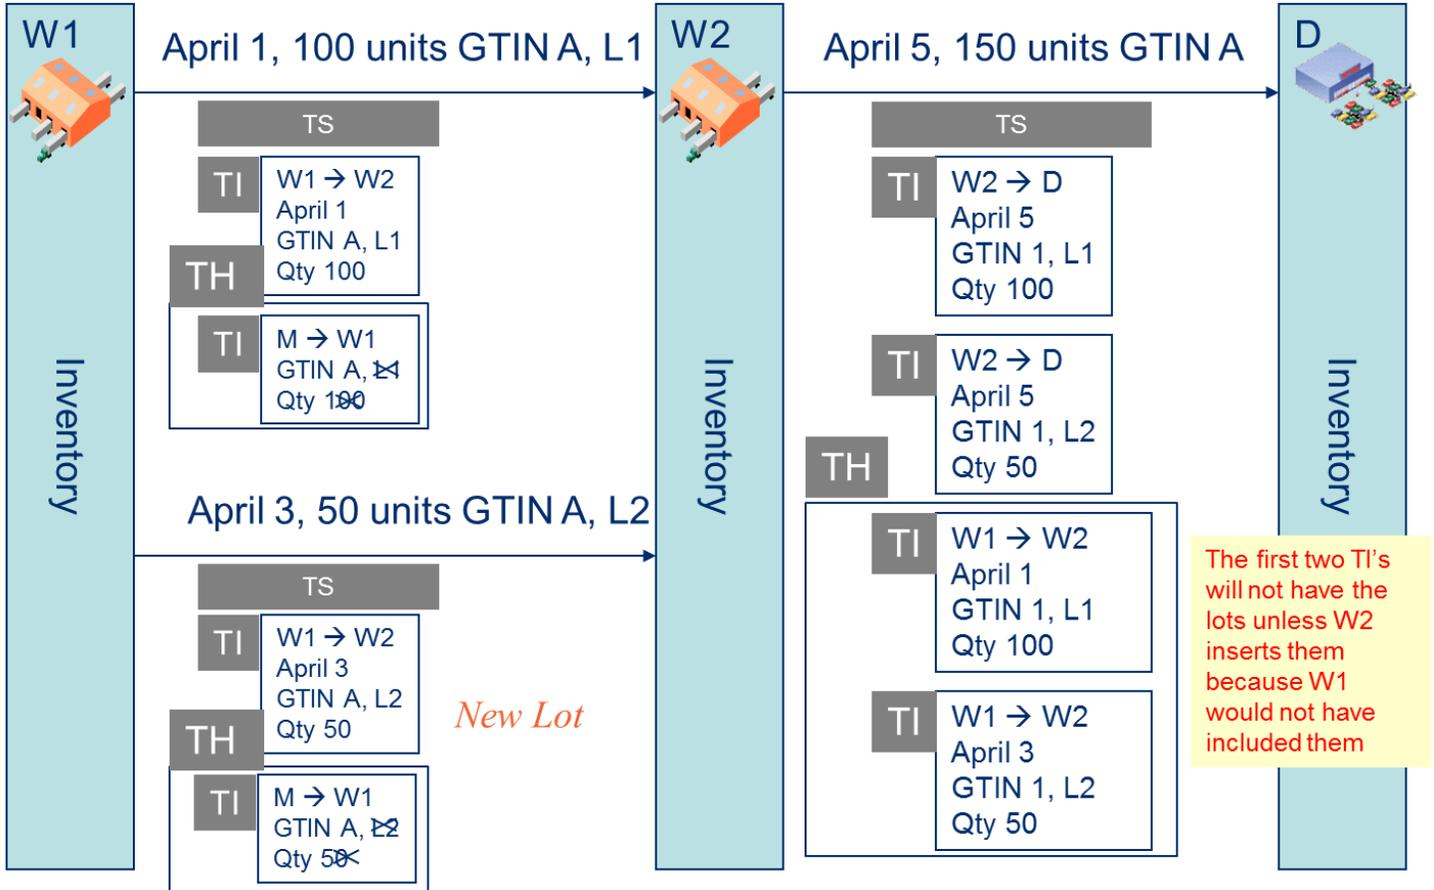 W1
April 1, 100 units GTIN A, L1
W2
April 5, 150 units GTIN A
D
TS
TI
W1 → W2
April 1
GTIN A, L1
Qty 100
TH
TI
M → W1
GTIN A, L1
Qty 100
Inventory
April 3, 50 units GTIN A, L2
TS
TI
W1 → W2
April 3
GTIN A, L2
Qty 50
New Lot
TH
TI
M → W1
GTIN A, L2
Qty 50
Inventory
TS
TI
W2 → D
April 5
GTIN 1, L1
Qty 100
TI
W2 → D
April 5
GTIN 1, L2
Qty 50
TH
TI
W1 → W2
April 1
GTIN 1, L1
Qty 100
TI
W1 → W2
April 3
GTIN 1, L2
Qty 50
Inventory
The first two TI's
will not have the
lots unless W2
inserts them
because W1
would not have
included them